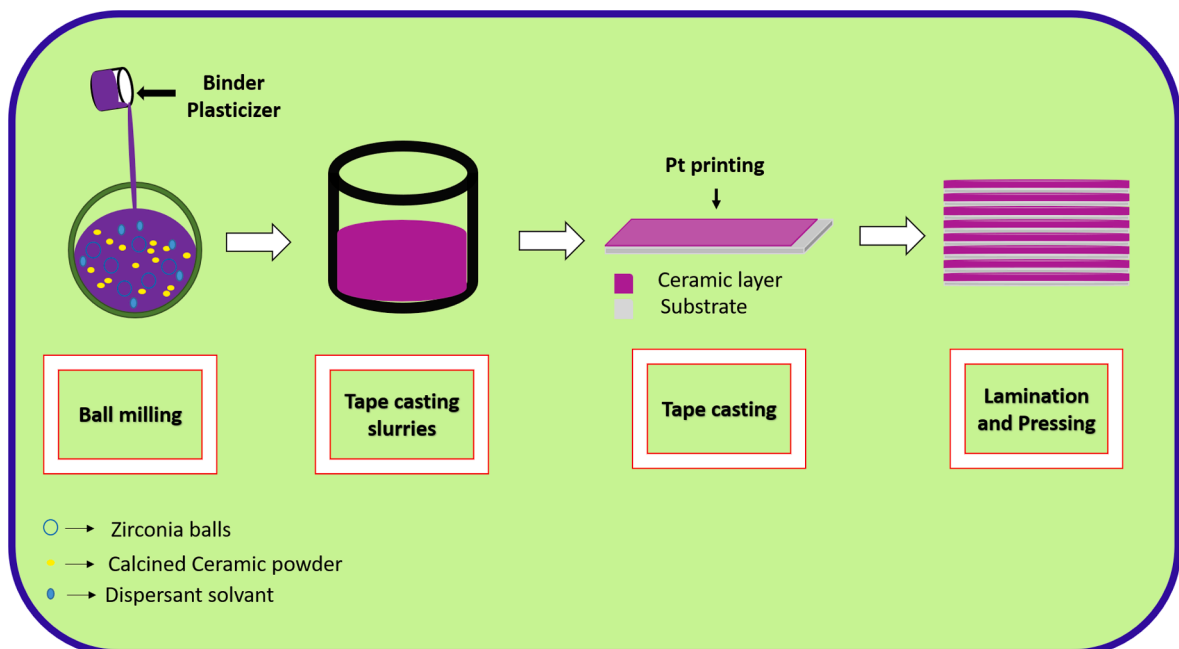 Binder
Plasticizer
Pt printing
Ceramic layer
Substrate
Ball milling
Tape casting
slurries
Tape casting
Lamination
and Pressing
Zirconia balls
Calcined Ceramic powder
Dispersant solvant